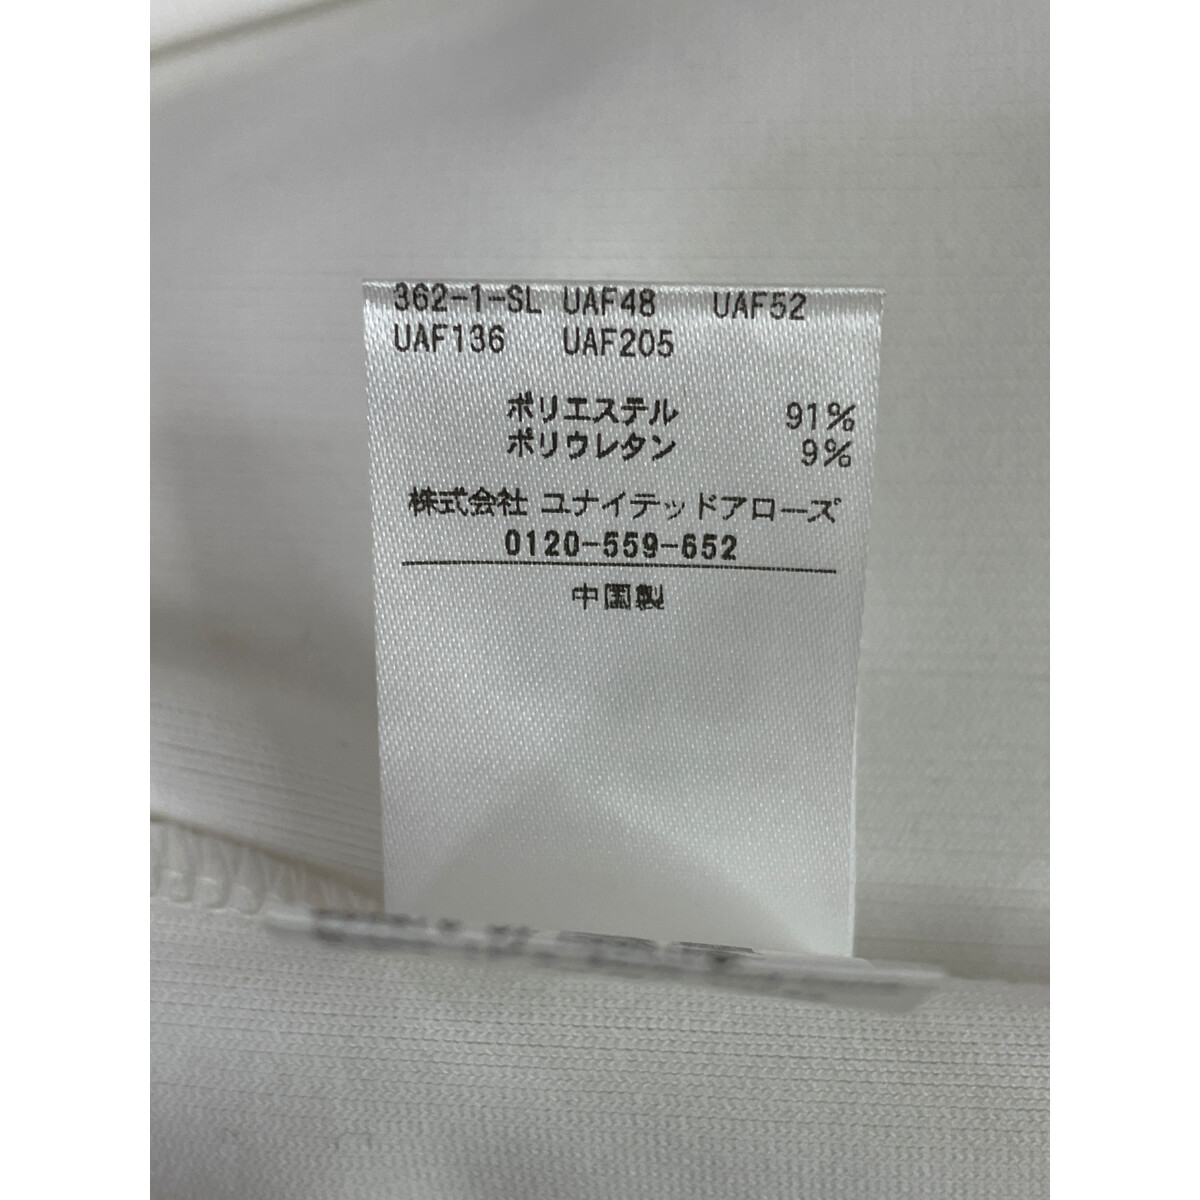 362-1-SL UAF48 UAF52
UAF136 UAF205
ポリエステル 91%
ポリウレタン 9%
株式会社 ユナイテッドアローズ
0120-559-652
中国製